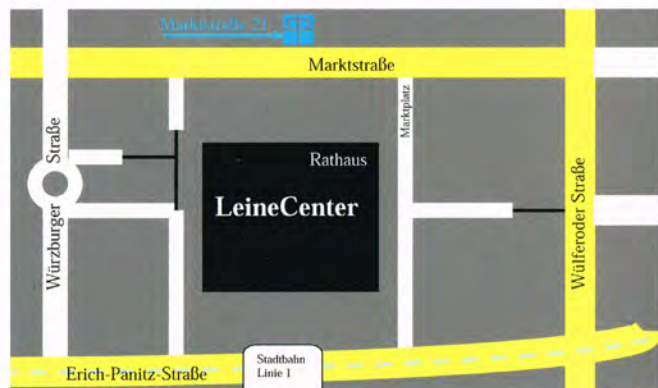 Marktstraße 21
Marktstraße
Straße
Marktplatz
Rathaus
LeineCenter
Würzburger
Wülferoder Straße
Stadtbahn
Linie 1
Erich-Panitz-Straße